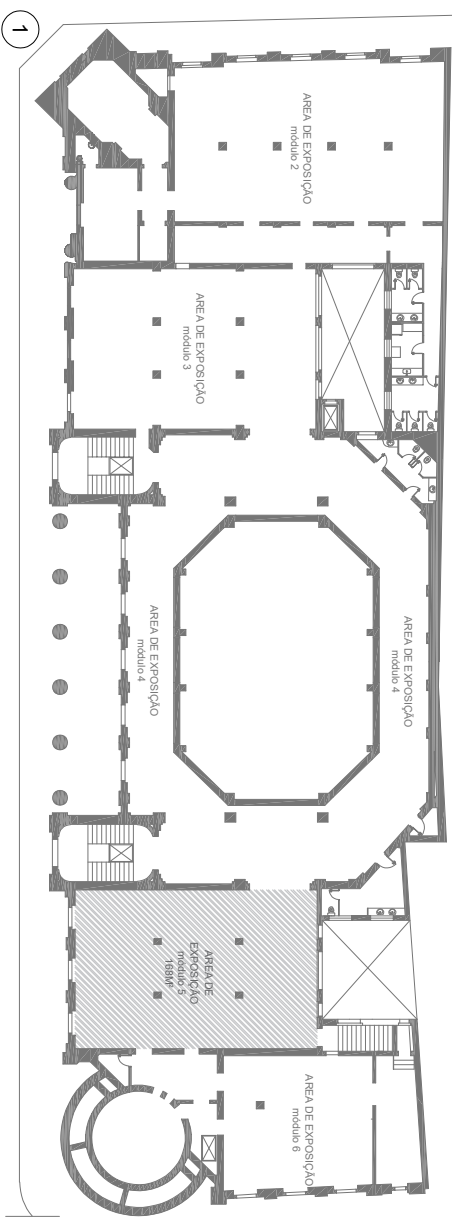 1
AREA DE EXPOSIÇÃO
módulo 2
AREA DE EXPOSIÇÃO
módulo 3
AREA DE EXPOSIÇÃO
módulo 4
AREA DE EXPOSIÇÃO
módulo 4
AREA DE
EXPOSIÇÃO
módulo 5
168M²
AREA DE EXPOSIÇÃO
módulo 6